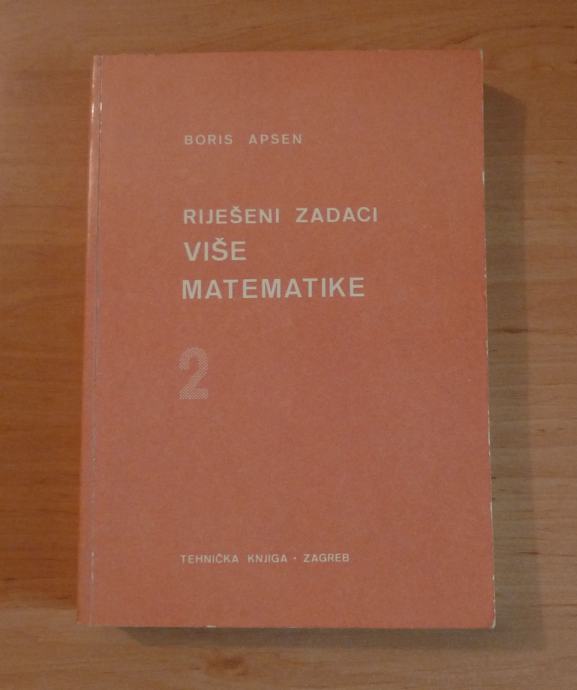 BORIS APSEN
RIJEŠENI ZADACI
VIŠE
MATEMATIKE
2
TEHNIČKA KNJIGA • ZAGREB